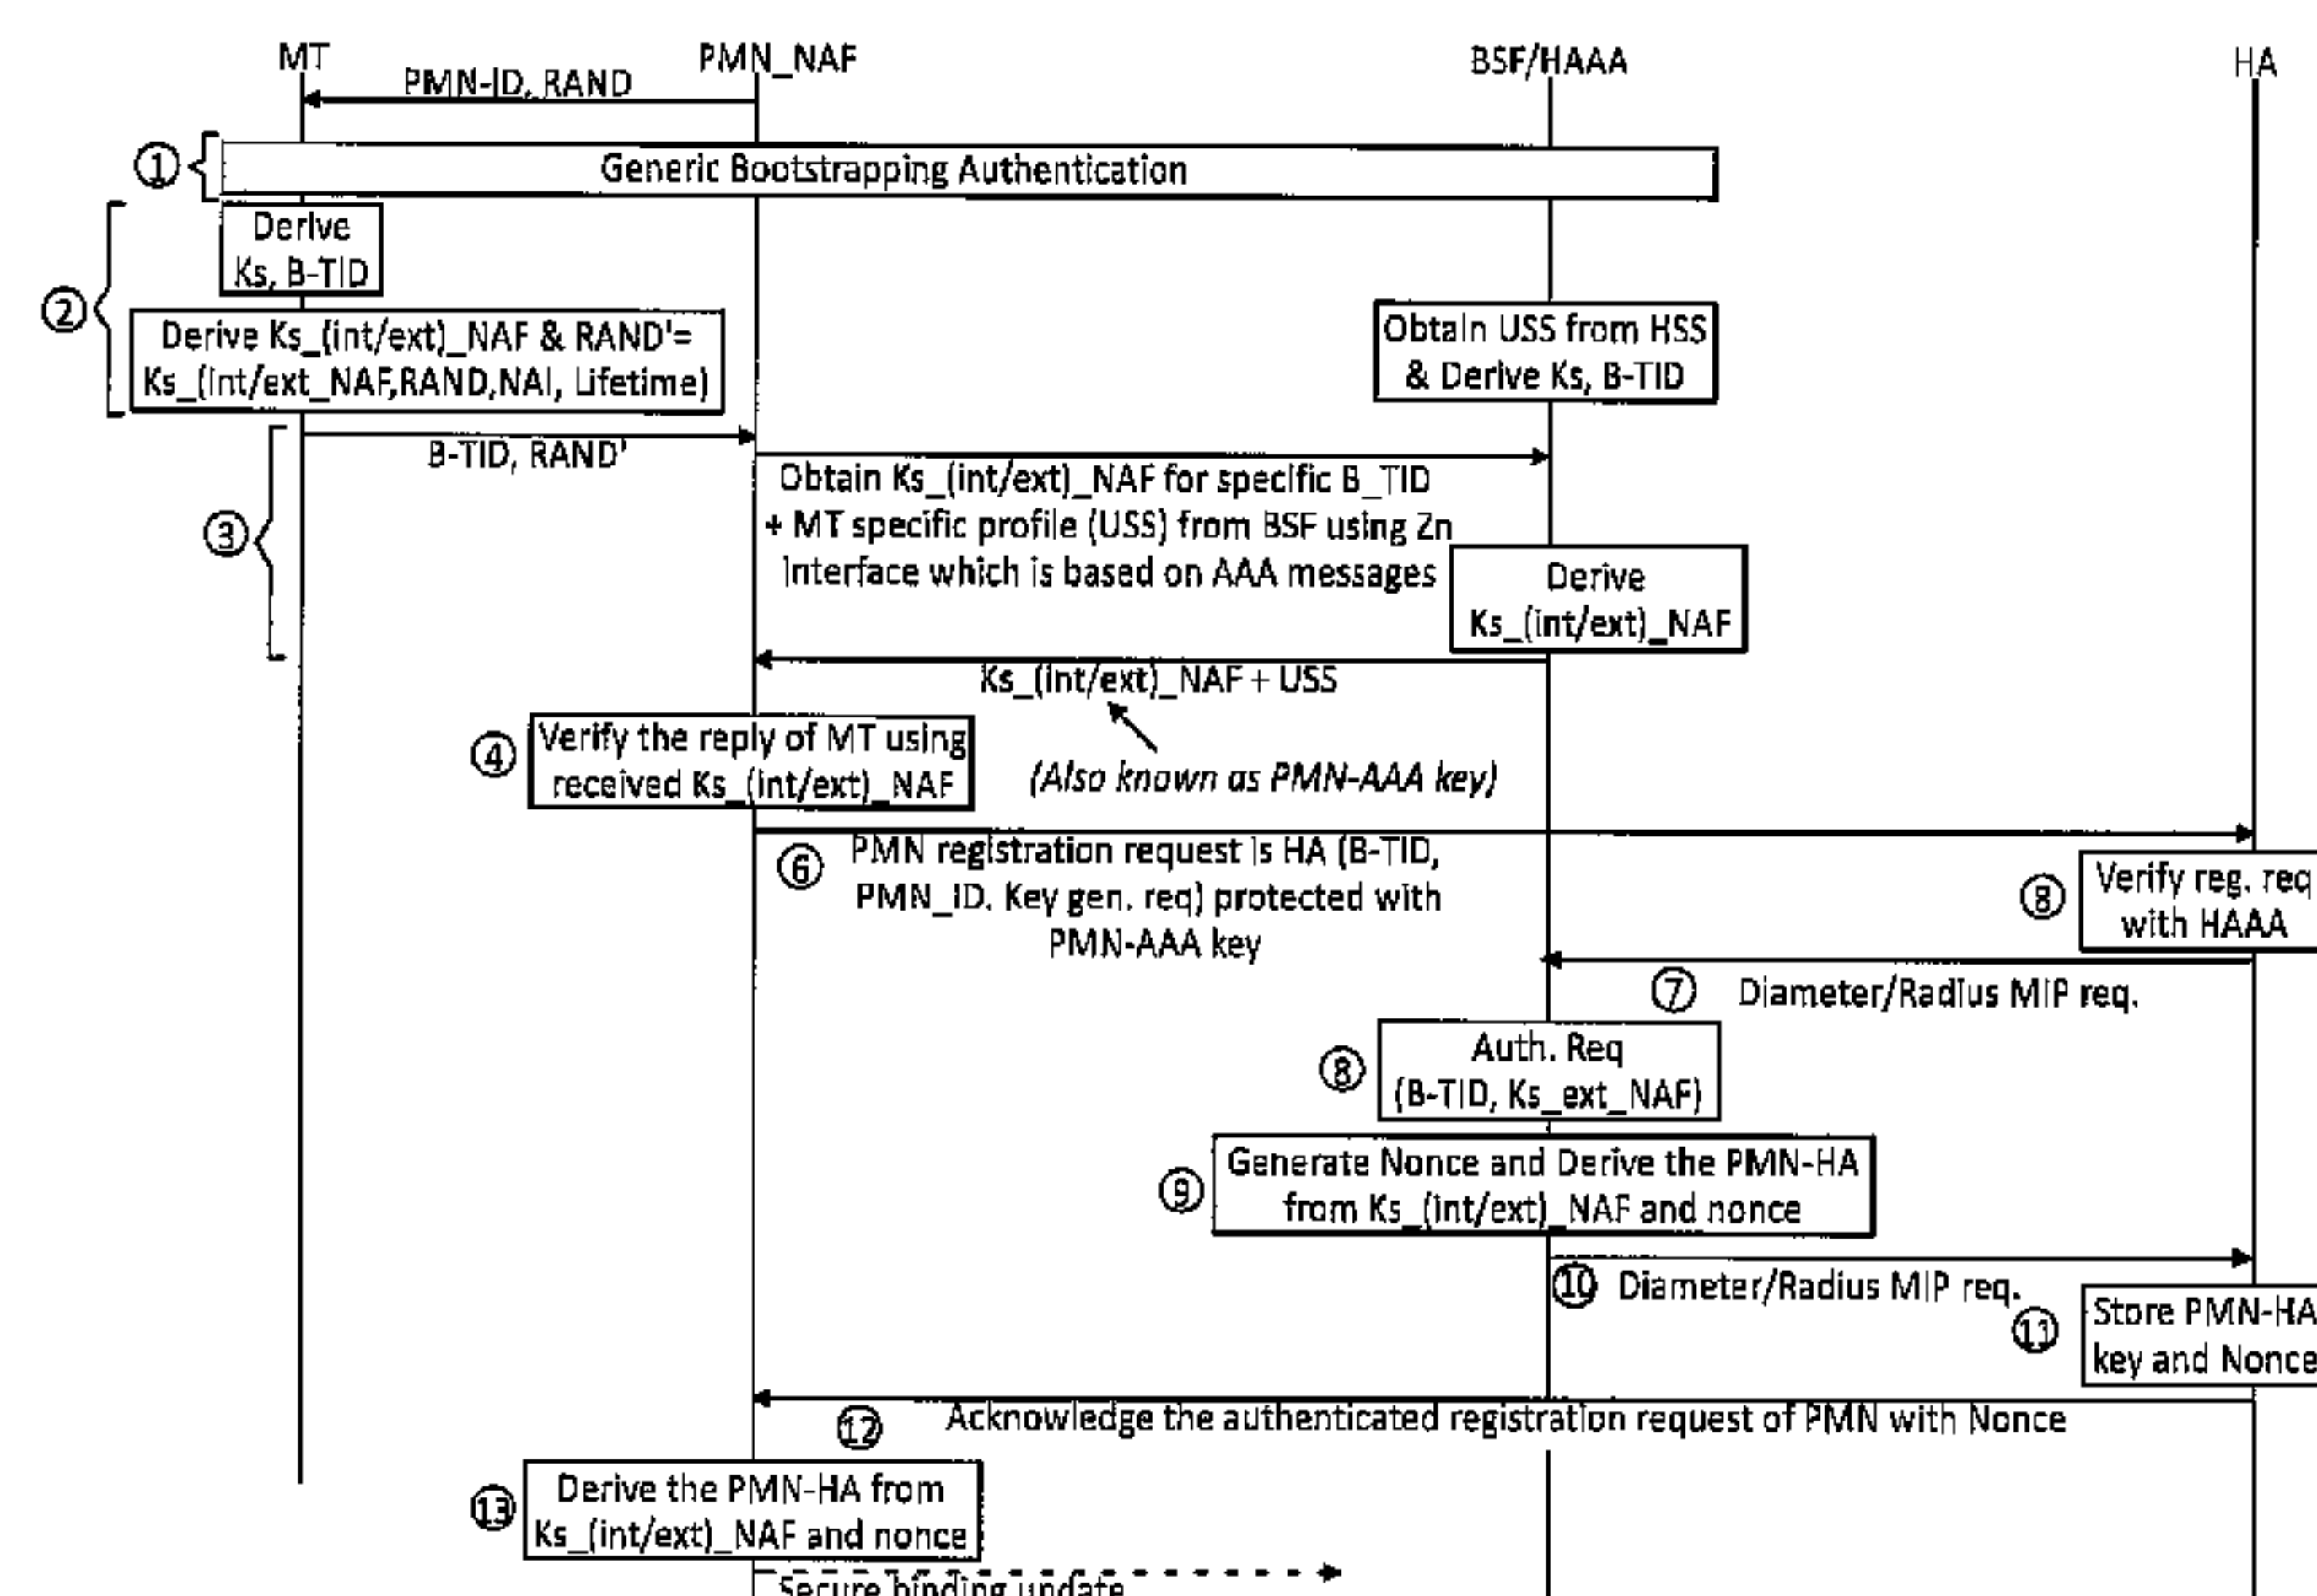 MT
PMN_NAF
BSF/HAAA
HA
PMN-ID, RAND
①
Generic Bootstrapping Authentication
②
Derive
Ks, B-TID
Derive Ks_(int/ext)_NAF & RAND'=
Ks_(int/ext_NAF,RAND,NAI, Lifetime)
Obtain USS from HSS
& Derive Ks, B-TID
③
B-TID, RAND'
Obtain Ks_(int/ext)_NAF for specific B_TID
+ MT specific profile (USS) from BSF using Zn
Interface which is based on AAA messages
Derive
Ks_(int/ext)_NAF
Ks_(int/ext)_NAF + USS
④
Verify the reply of MT using
received Ks_(int/ext)_NAF
(Also known as PMN-AAA key)
⑥
PMN registration request is HA (B-TID,
PMN_ID. Key gen. req) protected with
PMN-AAA key
⑧
Verify reg. req
with HAAA
⑦ Diameter/Radius MIP req.
⑧
Auth. Req
(B-TID, Ks_ext_NAF)
⑨
Generate Nonce and Derive the PMN-HA
from Ks_(int/ext)_NAF and nonce
⑩ Diameter/Radius MIP req.
⑪
Store PMN-HA
key and Nonce
⑫
Acknowledge the authenticated registration request of PMN with Nonce
⑬
Derive the PMN-HA from
Ks_(int/ext)_NAF and nonce
Secure binding update